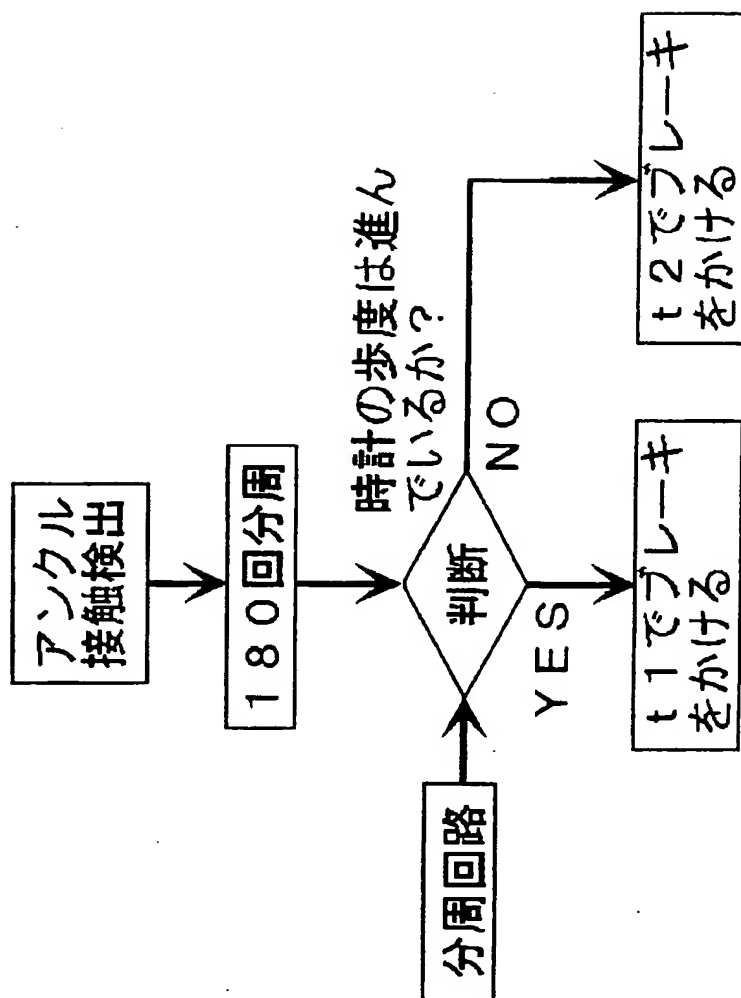 アンクル
接触検出
１８０回分周
時計の歩度は進ん
でいるか？
分周回路
判断
YES
NO
ｔ１でブレーキ
をかける
ｔ２でブレーキ
をかける